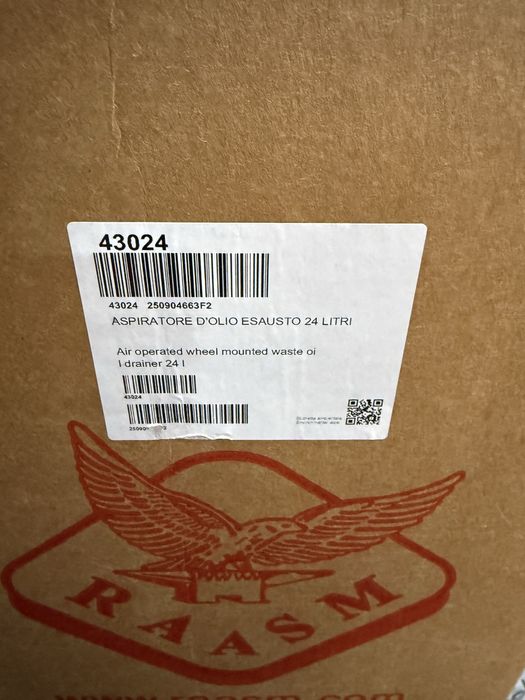 43024
43024 250904663F2
ASPIRATORE D'OLIO ESAUSTO 24 LITRI
Air operated wheel mounted waste oi
l drainer 24 l
43024
RAASM